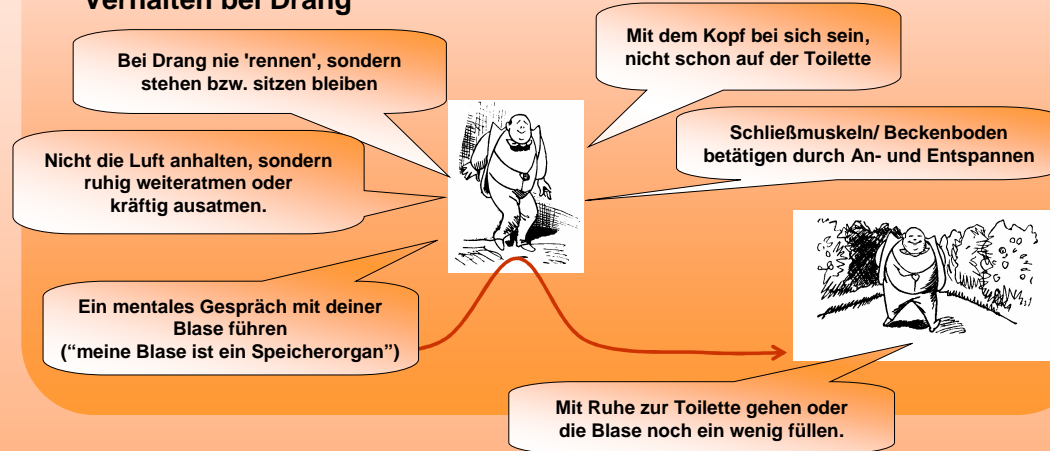 Verhalten bei Drang
Bei Drang nie 'rennen', sondern
stehen bzw. sitzen bleiben
Mit dem Kopf bei sich sein,
nicht schon auf der Toilette
Nicht die Luft anhalten, sondern
ruhig weiteratmen oder
kräftig ausatmen.
Schließmuskeln/ Beckenboden
betätigen durch An- und Entspannen
Ein mentales Gespräch mit deiner
Blase führen
(“meine Blase ist ein Speicherorgan”)
Mit Ruhe zur Toilette gehen oder
die Blase noch ein wenig füllen.